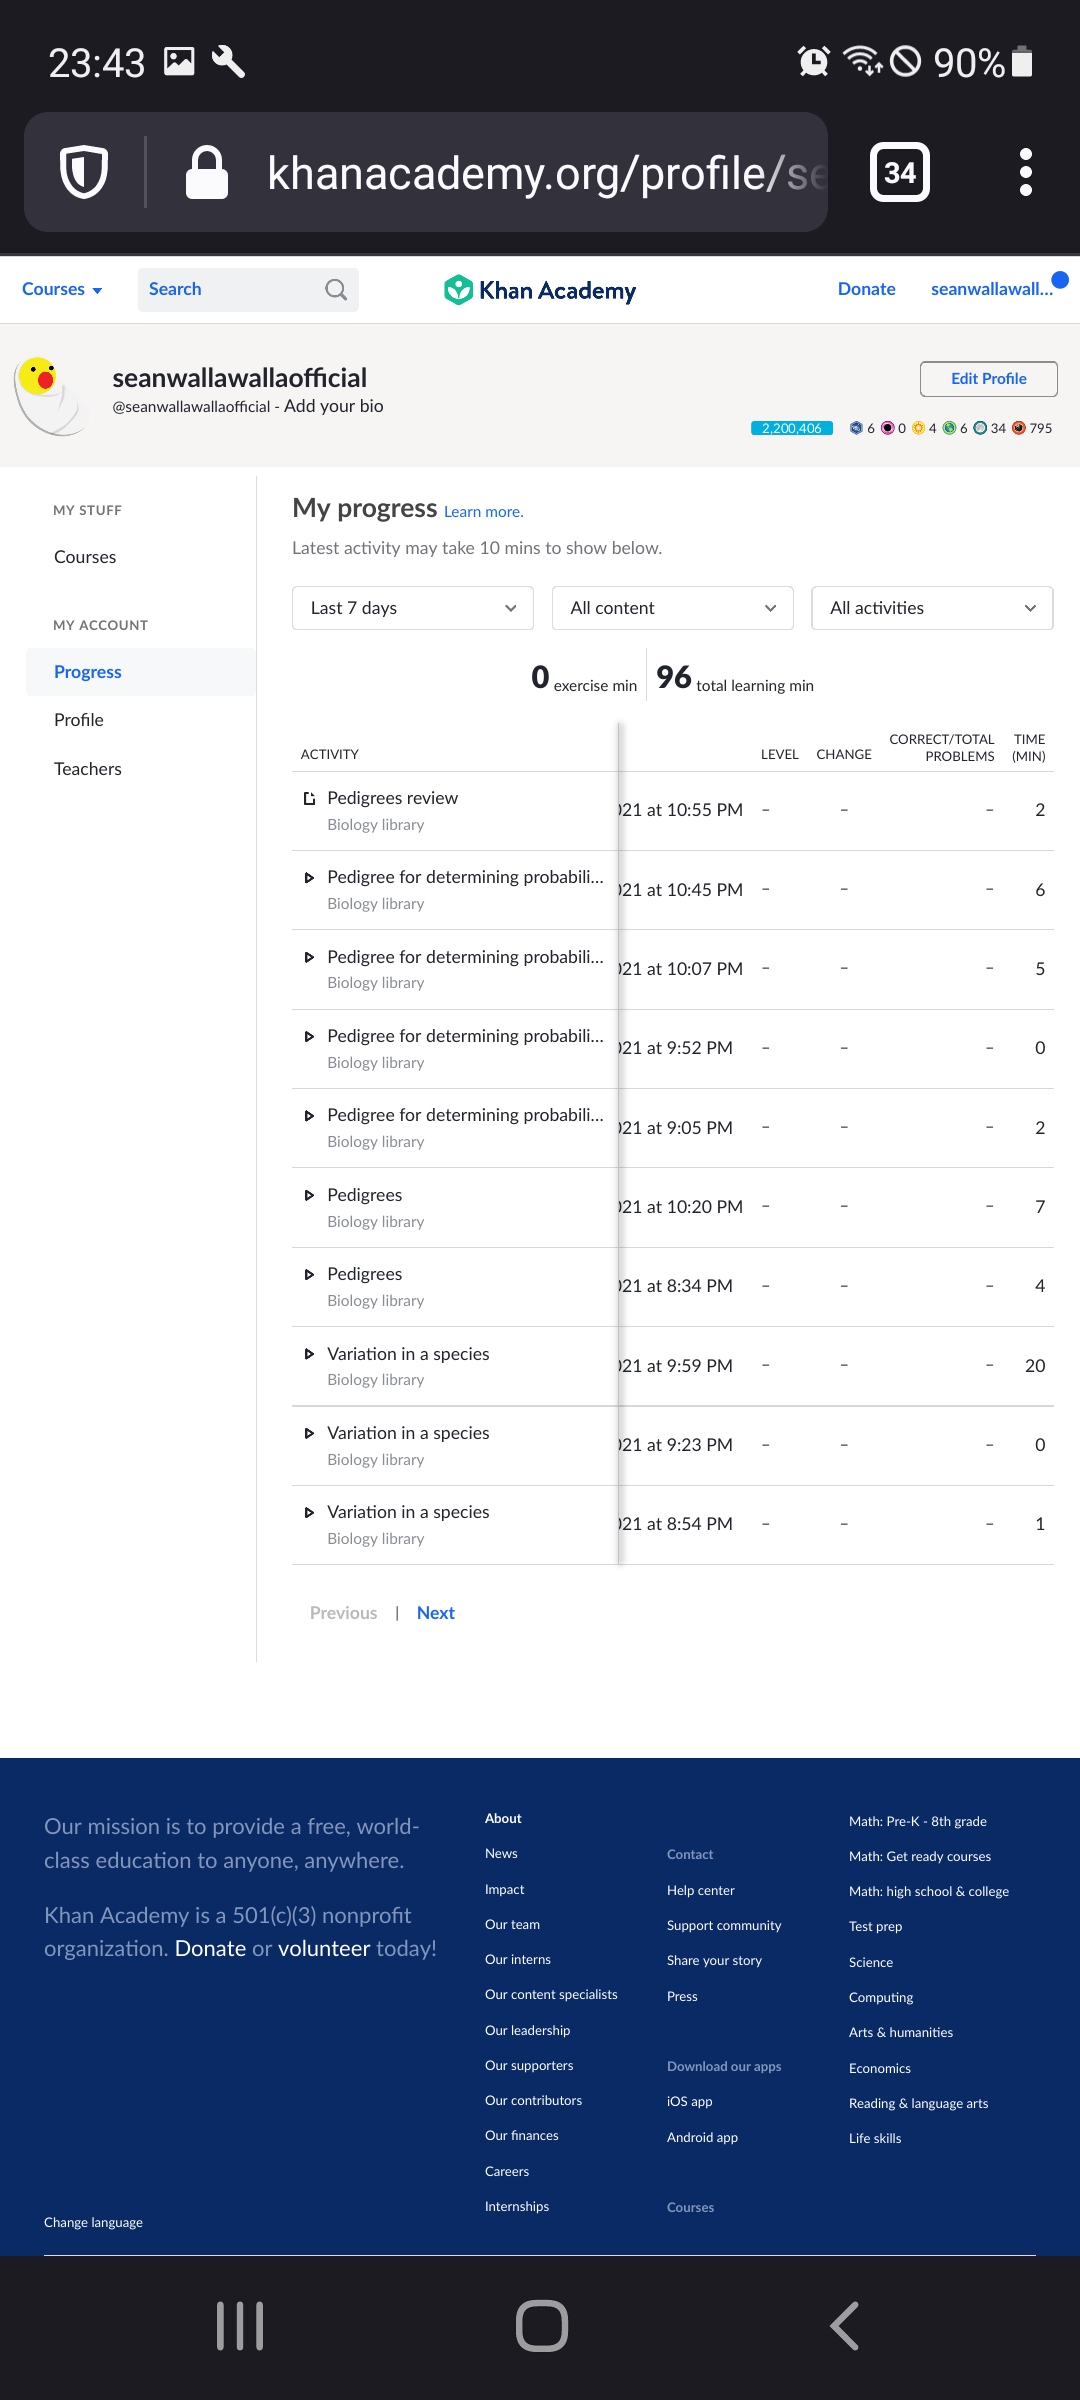 23:43 90%
khanacademy.org/profile/se
34
Courses Search Khan Academy Donate seanwallawall...
seanwallawallaofficial
@seanwallawallaofficial - Add your bio
Edit Profile
2,200,406 6 0 4 6 34 795
MY STUFF
Courses
MY ACCOUNT
Progress
Profile
Teachers
My progress Learn more.
Latest activity may take 10 mins to show below.
Last 7 days All content All activities
0 exercise min 96 total learning min
ACTIVITY LEVEL CHANGE CORRECT/TOTAL PROBLEMS TIME (MIN)
Pedigrees review 021 at 10:55 PM – – – 2
Biology library
Pedigree for determining probabili... 021 at 10:45 PM – – – 6
Biology library
Pedigree for determining probabili... 021 at 10:07 PM – – – 5
Biology library
Pedigree for determining probabili... 021 at 9:52 PM – – – 0
Biology library
Pedigree for determining probabili... 021 at 9:05 PM – – – 2
Biology library
Pedigrees 021 at 10:20 PM – – – 7
Biology library
Pedigrees 021 at 8:34 PM – – – 4
Biology library
Variation in a species 021 at 9:59 PM – – – 20
Biology library
Variation in a species 021 at 9:23 PM – – – 0
Biology library
Variation in a species 021 at 8:54 PM – – – 1
Biology library
Previous | Next
Our mission is to provide a free, world-
class education to anyone, anywhere.
Khan Academy is a 501(c)(3) nonprofit
organization. Donate or volunteer today!
About
News
Impact
Our team
Our interns
Our content specialists
Our leadership
Our supporters
Our contributors
Our finances
Careers
Internships
Contact
Help center
Support community
Share your story
Press
Download our apps
iOS app
Android app
Courses
Math: Pre-K - 8th grade
Math: Get ready courses
Math: high school & college
Test prep
Science
Computing
Arts & humanities
Economics
Reading & language arts
Life skills
Change language